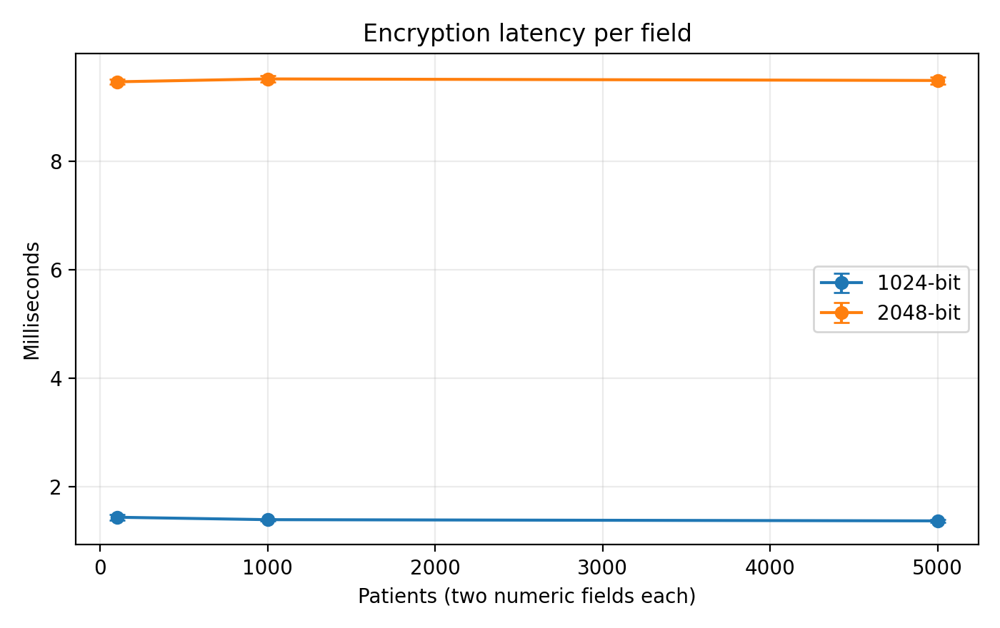 Encryption latency per field
Milliseconds
8
6
4
2
1024-bit
2048-bit
0 1000 2000 3000 4000 5000
Patients (two numeric fields each)